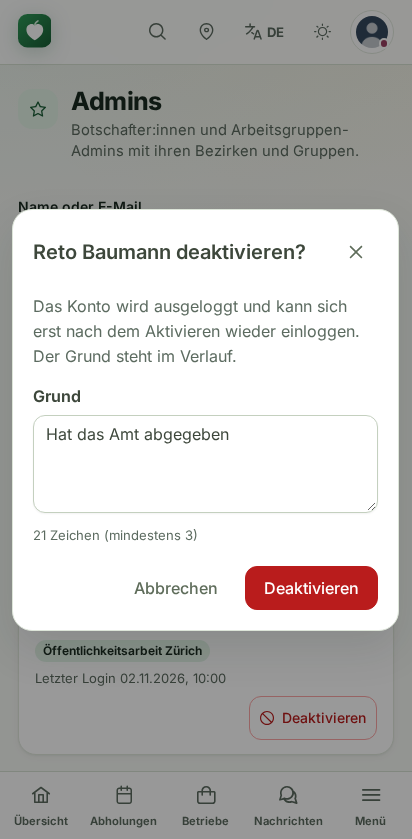 DE
Admins
Botschafter:innen und Arbeitsgruppen-
Admins mit ihren Bezirken und Gruppen.
Name oder E-Mail
Reto Baumann deaktivieren?
Das Konto wird ausgeloggt und kann sich
erst nach dem Aktivieren wieder einloggen.
Der Grund steht im Verlauf.
Grund
Hat das Amt abgegeben
21 Zeichen (mindestens 3)
Abbrechen
Deaktivieren
Öffentlichkeitsarbeit Zürich
Letzter Login 02.11.2026, 10:00
Deaktivieren
Übersicht
Abholungen
Betriebe
Nachrichten
Menü